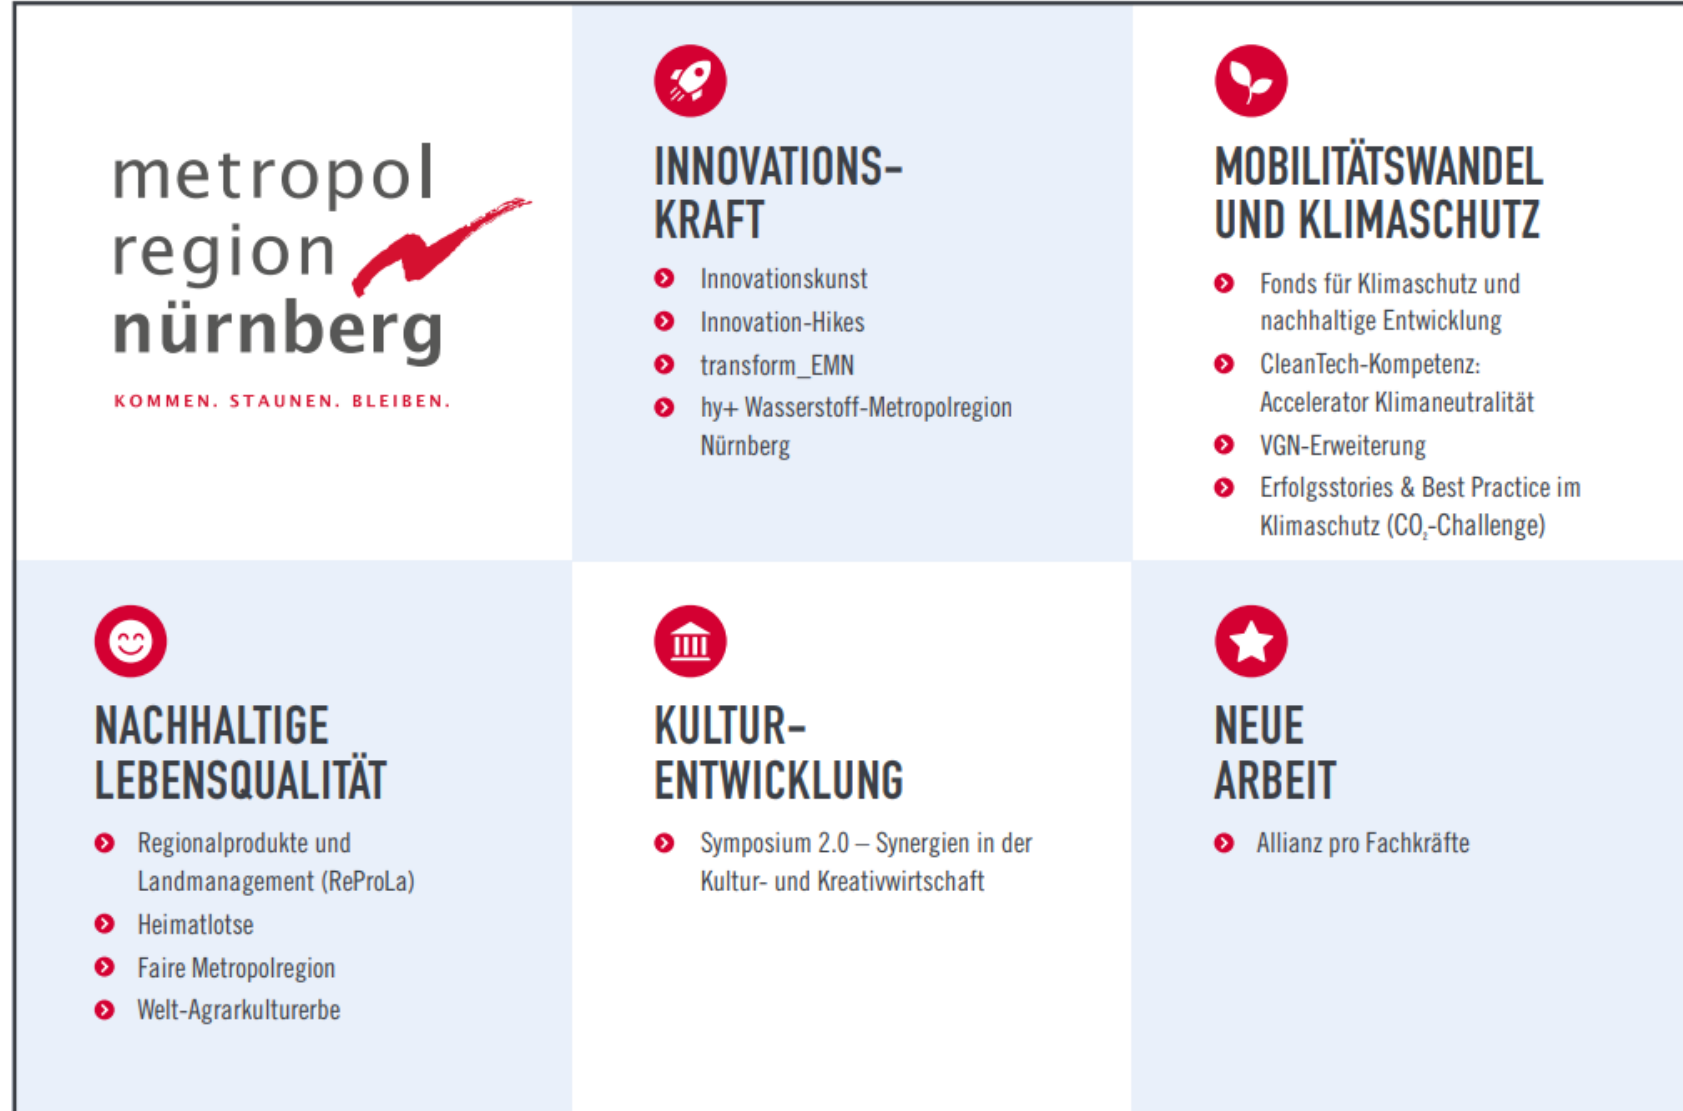 metropol
region
nürnberg
KOMMEN. STAUNEN. BLEIBEN.
INNOVATIONS-
KRAFT
Innovationskunst
Innovation-Hikes
transform_EMN
hy+ Wasserstoff-Metropolregion
Nürnberg
MOBILITÄTSWANDEL
UND KLIMASCHUTZ
Fonds für Klimaschutz und
nachhaltige Entwicklung
CleanTech-Kompetenz:
Accelerator Klimaneutralität
VGN-Erweiterung
Erfolgsstories & Best Practice im
Klimaschutz (CO₂-Challenge)
NACHHALTIGE
LEBENSQUALITÄT
Regionalprodukte und
Landmanagement (ReProLa)
Heimatlotse
Faire Metropolregion
Welt-Agrarkulturerbe
KULTUR-
ENTWICKLUNG
Symposium 2.0 – Synergien in der
Kultur- und Kreativwirtschaft
NEUE
ARBEIT
Allianz pro Fachkräfte